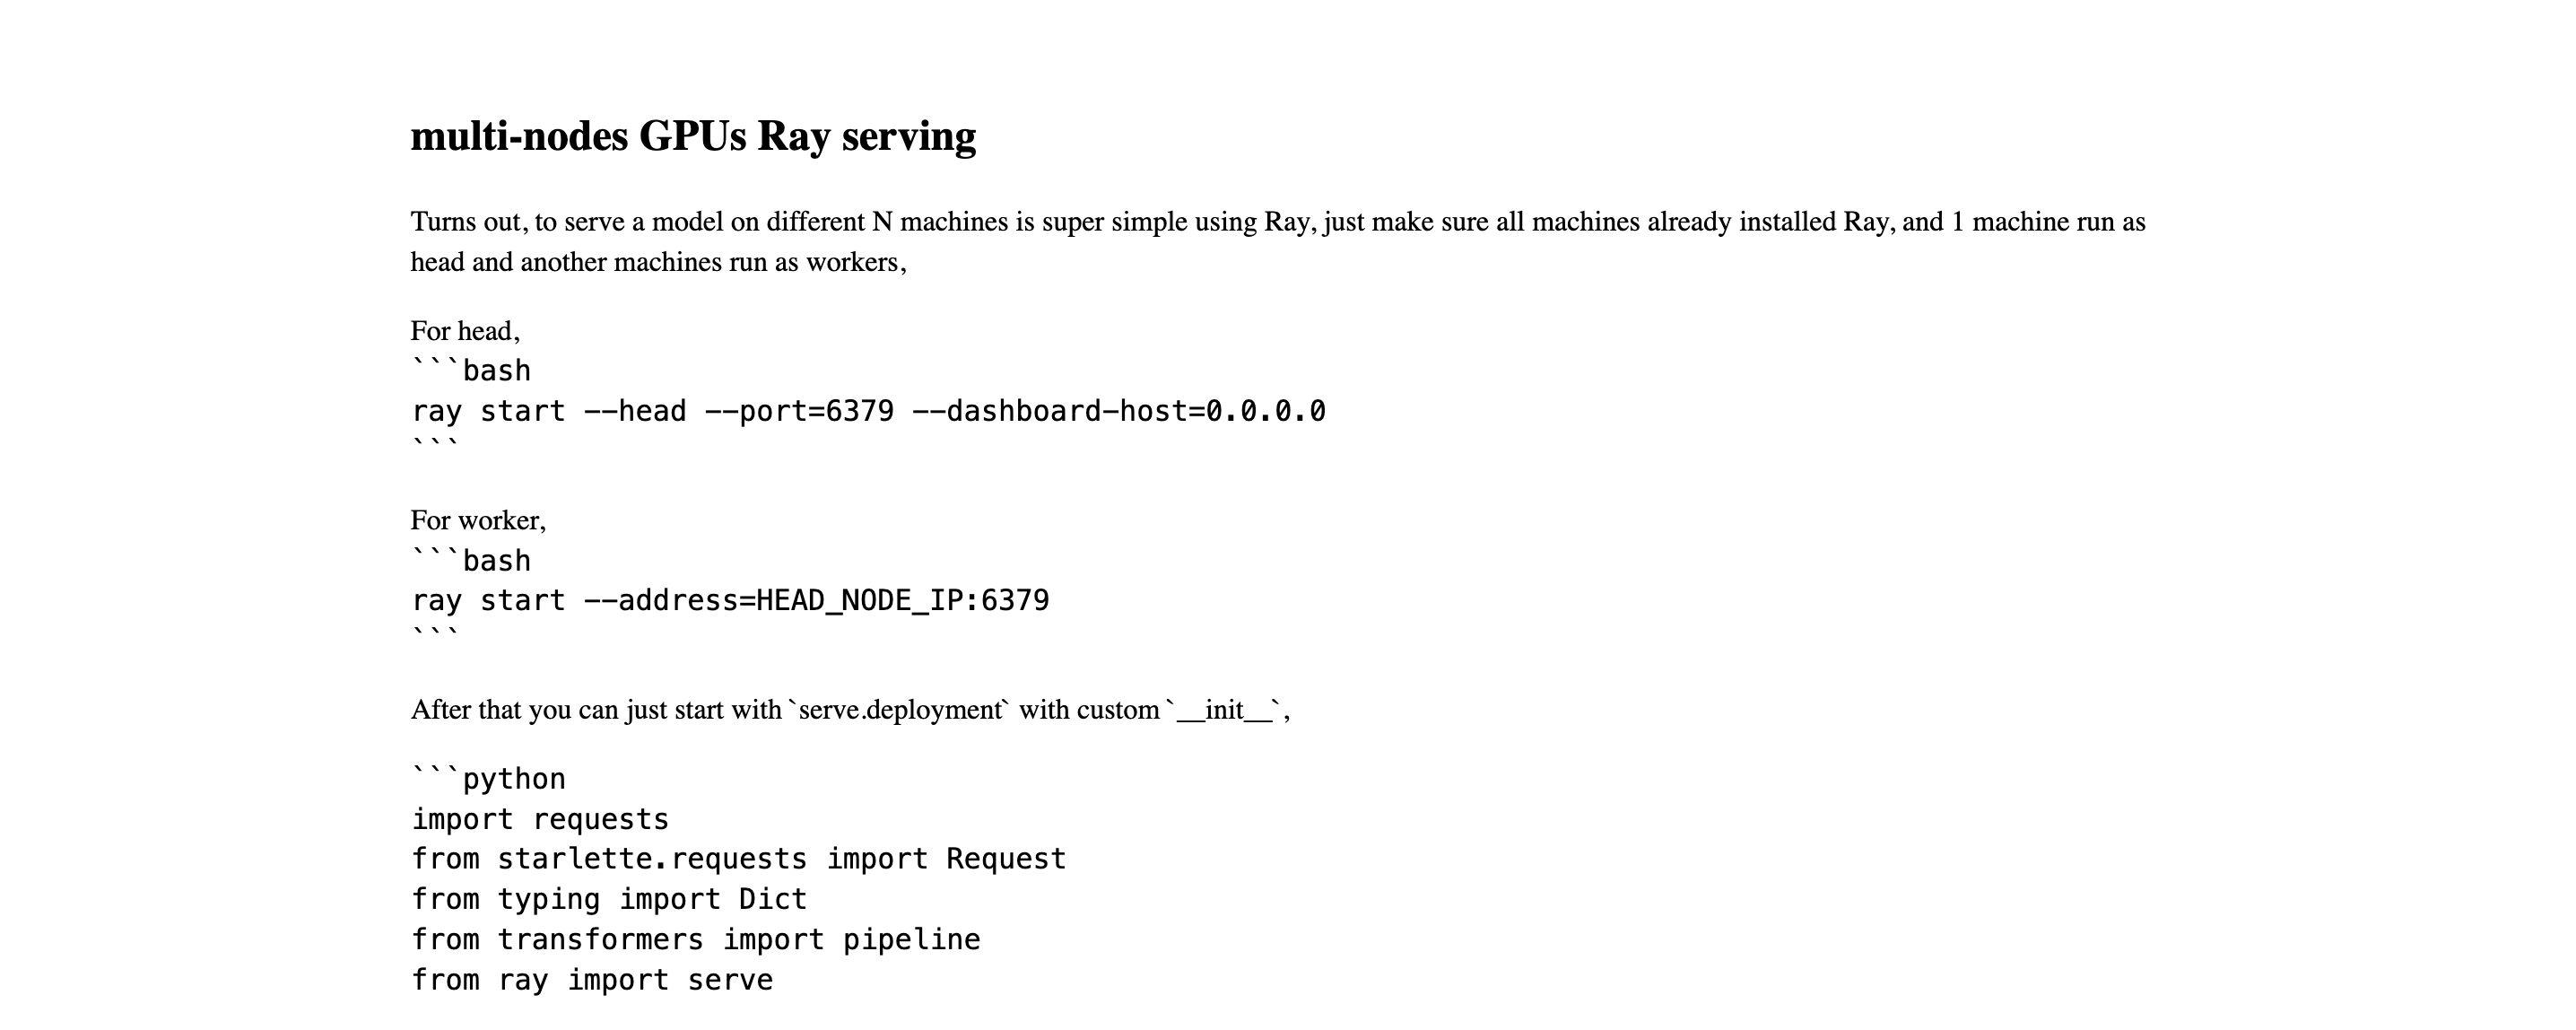 multi-nodes GPUs Ray serving
Turns out, to serve a model on different N machines is super simple using Ray, just make sure all machines already installed Ray, and 1 machine run as
head and another machines run as workers,
For head,
```bash
ray start --head --port=6379 --dashboard-host=0.0.0.0
```
For worker,
```bash
ray start --address=HEAD_NODE_IP:6379
```
After that you can just start with `serve.deployment` with custom `__init__`,
```python
import requests
from starlette.requests import Request
from typing import Dict
from transformers import pipeline
from ray import serve